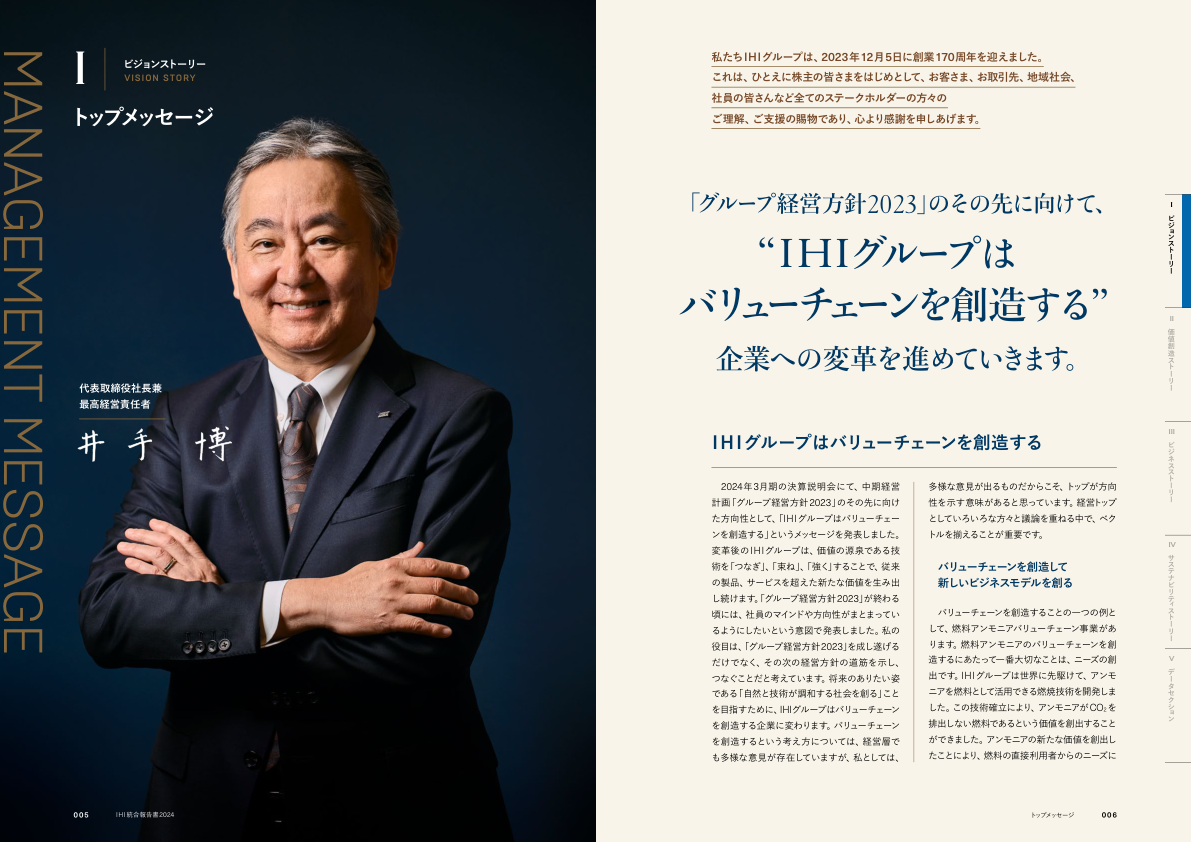 MANAGEMENT MESSAGE
I
ビジョンストーリー
VISION STORY
トップメッセージ
代表取締役社長兼
最高経営責任者
井手 博
005
IHI統合報告書2024
私たちIHIグループは、2023年12月5日に創業170周年を迎えました。
これは、ひとえに株主の皆さまをはじめとして、お客さま、お取引先、地域社会、
社員の皆さんなど全てのステークホルダーの方々の
ご理解、ご支援の賜物であり、心より感謝を申しあげます。
「グループ経営方針2023」のその先に向けて、
“IHIグループは
バリューチェーンを創造する”
企業への変革を進めていきます。
IHIグループはバリューチェーンを創造する
2024年3月期の決算説明会にて、中期経営
計画「グループ経営方針2023」のその先に向け
た方向性として、「IHIグループはバリューチェー
ンを創造する」というメッセージを発表しました。
変革後のIHIグループは、価値の源泉である技
術を「つなぎ」、「束ね」、「強く」することで、従来
の製品、サービスを超えた新たな価値を生み出
し続けます。「グループ経営方針2023」が終わる
頃には、社員のマインドや方向性がまとまってい
るようにしたいという意図で発表しました。私の
役目は、「グループ経営方針2023」を成し遂げる
だけでなく、その次の経営方針の道筋を示し、
つなぐことだと考えています。将来のありたい姿
である「自然と技術が調和する社会を創る」こと
を目指すために、IHIグループはバリューチェーン
を創造する企業に変わります。バリューチェーン
を創造するという考え方については、経営層で
も多様な意見が存在していますが、私としては、
多様な意見が出るものだからこそ、トップが方向
性を示す意味があると思っています。経営トップ
としていろいろな方々と議論を重ねる中で、ベク
トルを揃えることが重要です。
バリューチェーンを創造して
新しいビジネスモデルを創る
バリューチェーンを創造することの一つの例と
して、燃料アンモニアバリューチェーン事業があ
ります。燃料アンモニアのバリューチェーンを創
造するにあたって一番大切なことは、ニーズの創
出です。IHIグループは世界に先駆けて、アンモ
ニアを燃料として活用できる燃焼技術を開発しま
した。この技術確立により、アンモニアがCO₂を
排出しない燃料であるという価値を創出すること
ができました。アンモニアの新たな価値を創出し
たことにより、燃料の直接利用者からのニーズに
I ビジョンストーリー
II 価値創造ストーリー
III ビジネスストーリー
IV サステナビリティストーリー
V データセクション
トップメッセージ
006